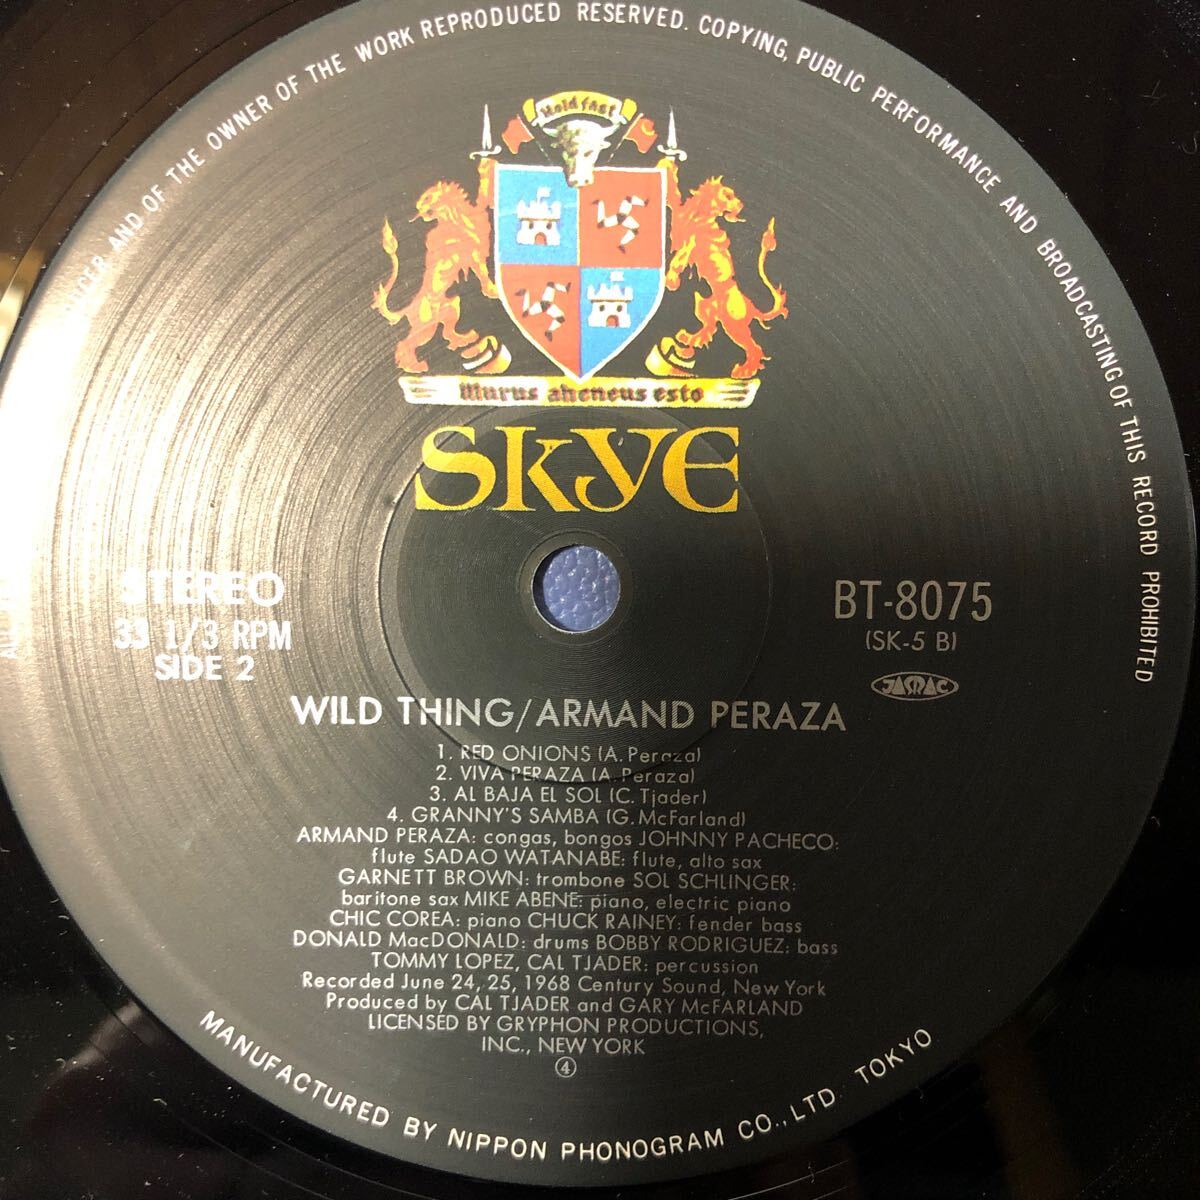 UCER AND OF THE OWNER OF THE WORK REPRODUCED RESERVED. COPYING, PUBLIC PERFORMANCE AND BROADCASTING OF THIS RECORD PROHIBITED
Hold fast
Murus aheneus esto
SKYE
STEREO
33 1/3 RPM
SIDE 2
BT-8075
(SK-5 B)
JASRAC
WILD THING/ARMAND PERAZA
1. RED ONIONS (A. Peraza)
2. VIVA PERAZA (A. Peraza)
3. AL BAJA EL SOL (C. Tjader)
4. GRANNY'S SAMBA (G. McFarland)
ARMAND PERAZA: congas, bongos JOHNNY PACHECO:
flute SADAO WATANABE: flute, alto sax
GARNETT BROWN: trombone SOL SCHLINGER:
baritone sax MIKE ABENE: piano, electric piano
CHIC COREA: piano CHUCK RAINEY: fender bass
DONALD MacDONALD: drums BOBBY RODRIGUEZ: bass
TOMMY LOPEZ, CAL TJADER: percussion
Recorded June 24, 25, 1968 Century Sound, New York
Produced by CAL TJADER and GARY McFARLAND
LICENSED BY GRYPHON PRODUCTIONS,
INC., NEW YORK
④
MANUFACTURED BY NIPPON PHONOGRAM CO., LTD. TOKYO